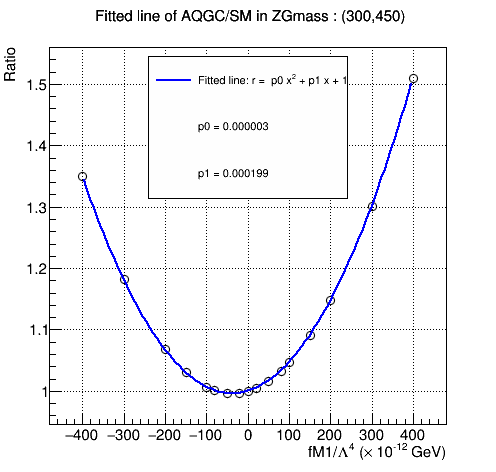 Fitted line of AQGC/SM in ZGmass : (300,450)
Ratio
Fitted line: r = p0 x² + p1 x + 1
p0 = 0.000003
p1 = 0.000199
1.5
1.4
1.3
1.2
1.1
1
−400 −300 −200 −100 0 100 200 300 400
fM1/Λ⁴ (× 10⁻¹² GeV)